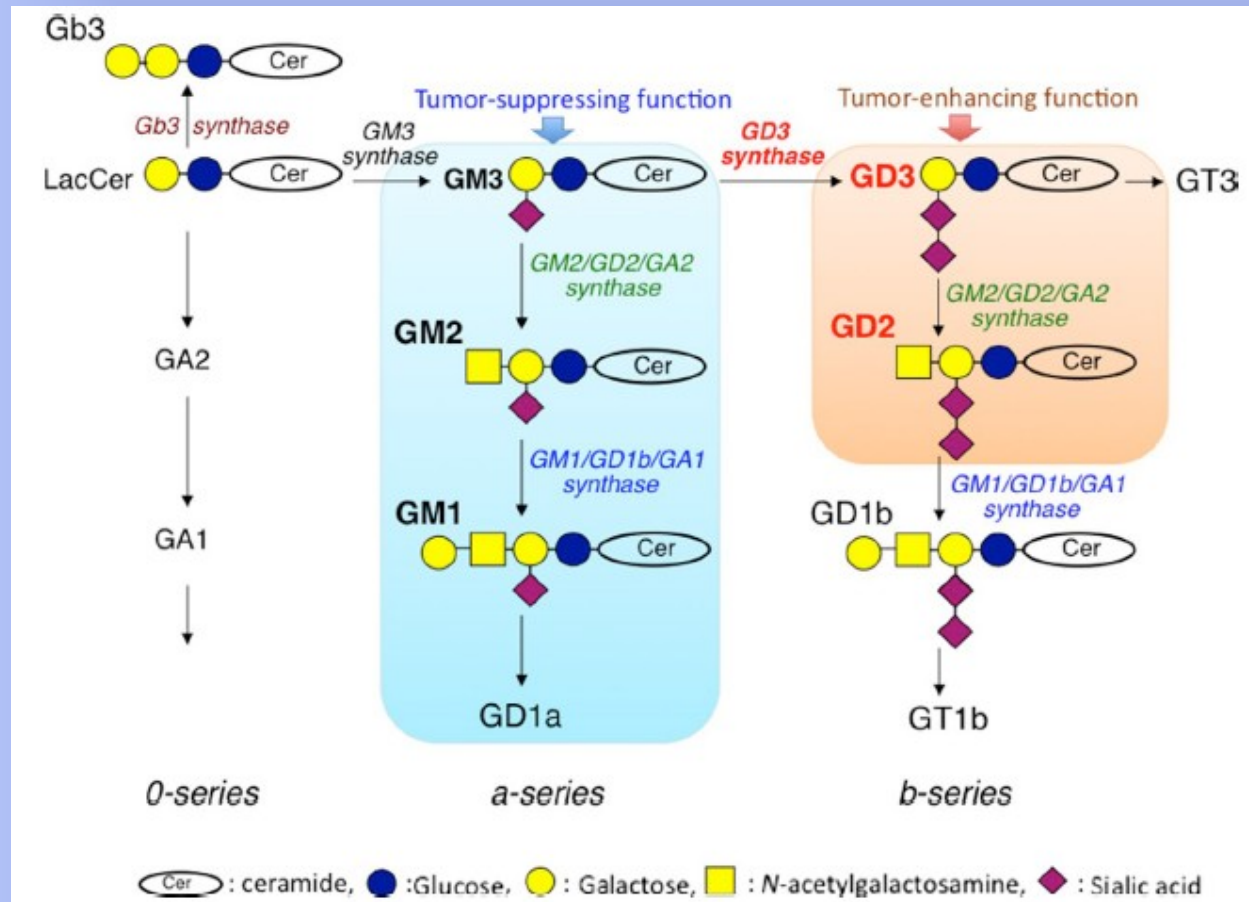 Gb3
Cer
Gb3 synthase
Tumor-suppressing function
Tumor-enhancing function
LacCer
Cer
GM3
synthase
GM3
Cer
GD3
synthase
GD3
Cer
GT3
GM2/GD2/GA2
synthase
GM2/GD2/GA2
synthase
GA2
GM2
Cer
GD2
Cer
GM1/GD1b/GA1
synthase
GM1/GD1b/GA1
synthase
GA1
GM1
Cer
GD1b
Cer
GD1a
GT1b
0-series
a-series
b-series
Cer : ceramide, :Glucose, : Galactose, : N-acetylgalactosamine, : Sialic acid